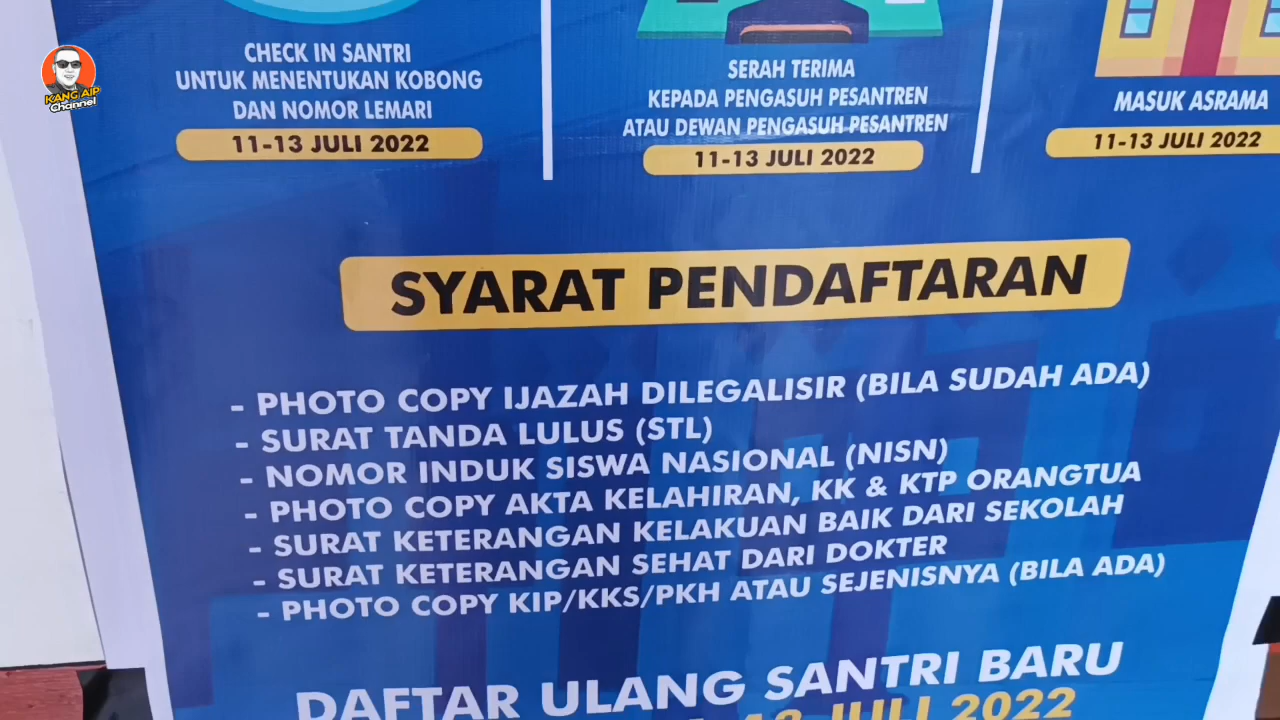 KANG AIP
Channel
CHECK IN SANTRI
UNTUK MENENTUKAN KOBONG
DAN NOMOR LEMARI
11-13 JULI 2022
SERAH TERIMA
KEPADA PENGASUH PESANTREN
ATAU DEWAN PENGASUH PESANTREN
11-13 JULI 2022
MASUK ASRAMA
11-13 JULI 2022
SYARAT PENDAFTARAN
- PHOTO COPY IJAZAH DILEGALISIR (BILA SUDAH ADA)
- SURAT TANDA LULUS (STL)
- NOMOR INDUK SISWA NASIONAL (NISN)
- PHOTO COPY AKTA KELAHIRAN, KK & KTP ORANGTUA
- SURAT KETERANGAN KELAKUAN BAIK DARI SEKOLAH
- SURAT KETERANGAN SEHAT DARI DOKTER
- PHOTO COPY KIP/KKS/PKH ATAU SEJENISNYA (BILA ADA)
DAFTAR ULANG SANTRI BARU
JULI 2022